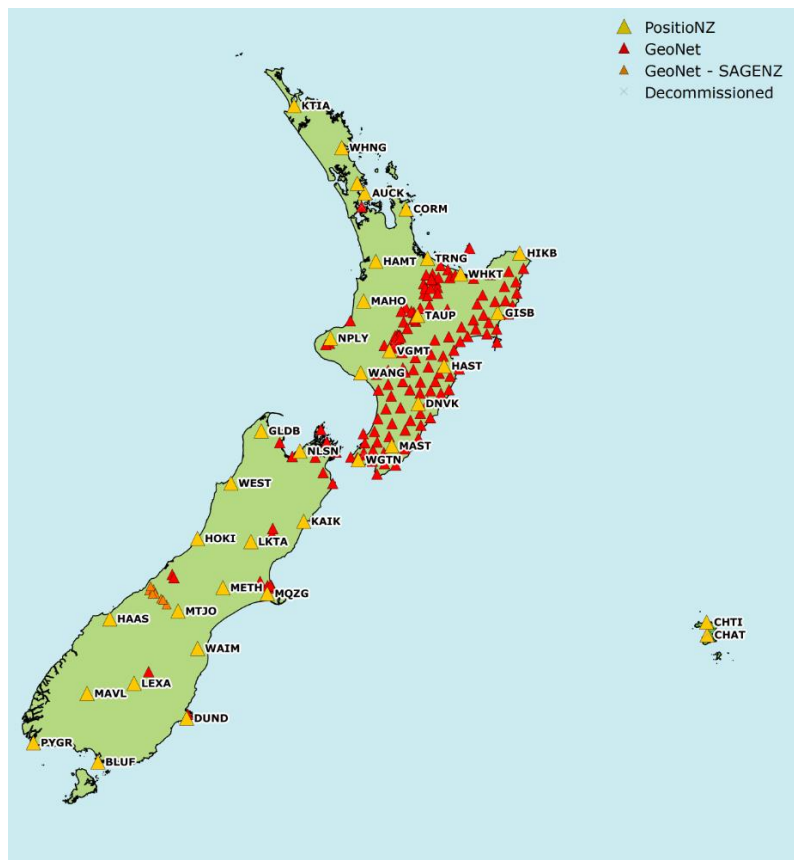 PositioNZ
GeoNet
GeoNet - SAGENZ
Decommissioned
KTIA
WHNG
AUCK
CORM
HIKB
TRNG
HAMT
WHKT
MAHO
GISB
TAUP
NPLY
VGMT
HAST
WANG
DNVK
GLDB
MAST
NLSN
WGTN
WEST
KAIK
HOKI
LKTA
METH
MQZG
MTJO
HAAS
CHTI
CHAT
WAIM
LEXA
MAVL
DUND
PYGR
BLUF